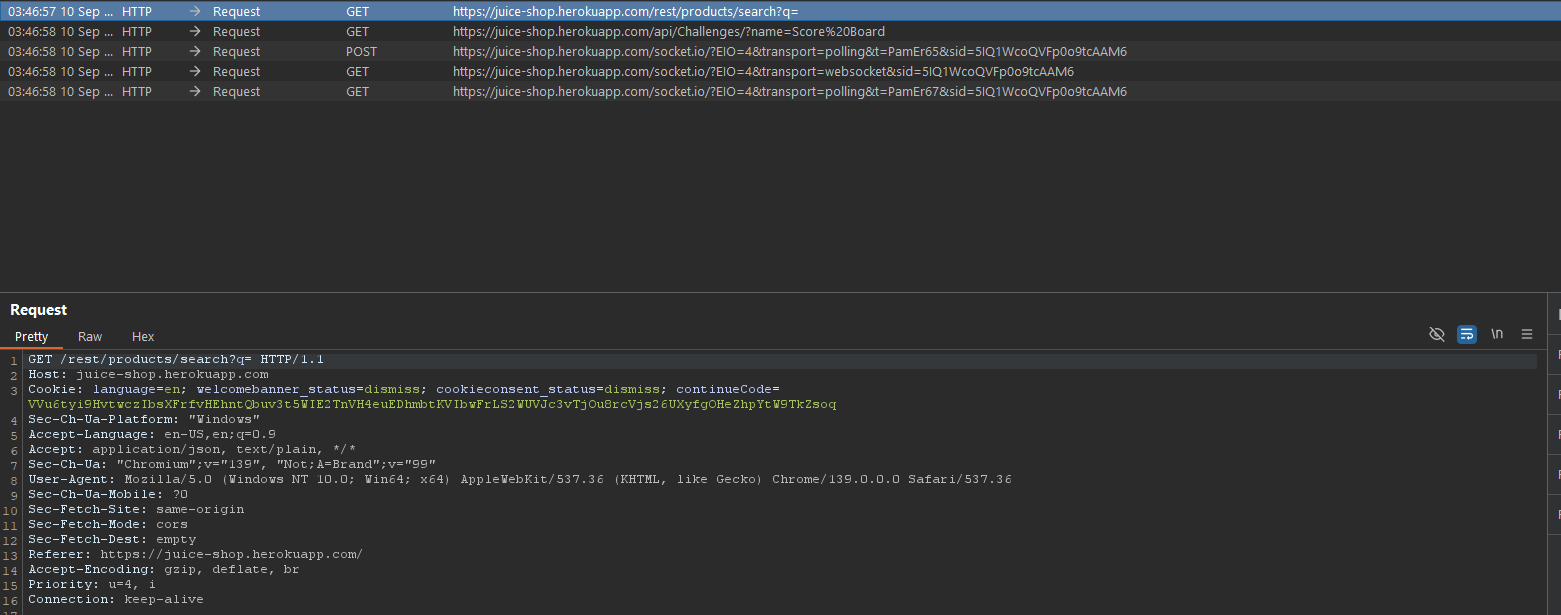 03:46:57 10 Sep ... HTTP → Request GET https://juice-shop.herokuapp.com/rest/products/search?q=
03:46:58 10 Sep ... HTTP → Request GET https://juice-shop.herokuapp.com/api/Challenges/?name=Score%20Board
03:46:58 10 Sep ... HTTP → Request POST https://juice-shop.herokuapp.com/socket.io/?EIO=4&transport=polling&t=PamEr65&sid=5IQ1WcoQVFp0o9tcAAM6
03:46:58 10 Sep ... HTTP → Request GET https://juice-shop.herokuapp.com/socket.io/?EIO=4&transport=websocket&sid=5IQ1WcoQVFp0o9tcAAM6
03:46:58 10 Sep ... HTTP → Request GET https://juice-shop.herokuapp.com/socket.io/?EIO=4&transport=polling&t=PamEr67&sid=5IQ1WcoQVFp0o9tcAAM6
Request
Pretty Raw Hex \n
1 GET /rest/products/search?q= HTTP/1.1
2 Host: juice-shop.herokuapp.com
3 Cookie: language=en; welcomebanner_status=dismiss; cookieconsent_status=dismiss; continueCode=
VVu6tyi9HvtwczIbsXFrfvHEhntQbuv3t5WIE2TnVH4euEDhmbtKVIbwFrLS2WUVJc3vTjOu8rcVjs26UXyfgOHeZhpYtW9TkZsoq
4 Sec-Ch-Ua-Platform: "Windows"
5 Accept-Language: en-US,en;q=0.9
6 Accept: application/json, text/plain, */*
7 Sec-Ch-Ua: "Chromium";v="139", "Not;A=Brand";v="99"
8 User-Agent: Mozilla/5.0 (Windows NT 10.0; Win64; x64) AppleWebKit/537.36 (KHTML, like Gecko) Chrome/139.0.0.0 Safari/537.36
9 Sec-Ch-Ua-Mobile: ?0
10 Sec-Fetch-Site: same-origin
11 Sec-Fetch-Mode: cors
12 Sec-Fetch-Dest: empty
13 Referer: https://juice-shop.herokuapp.com/
14 Accept-Encoding: gzip, deflate, br
15 Priority: u=4, i
16 Connection: keep-alive